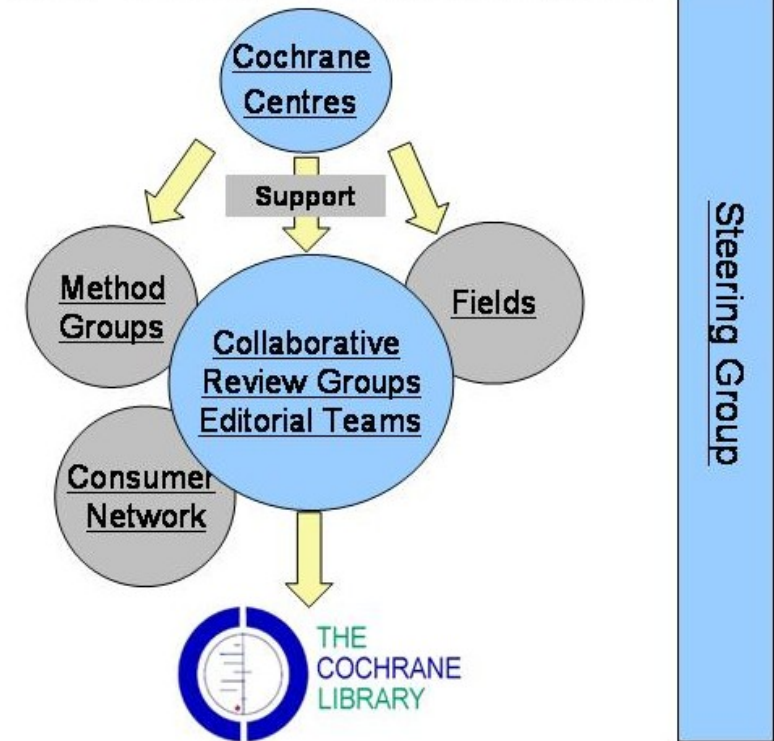 Cochrane
Centres
Support
Method
Groups
Fields
Collaborative
Review Groups
Editorial Teams
Consumer
Network
THE
COCHRANE
LIBRARY
Steering Group